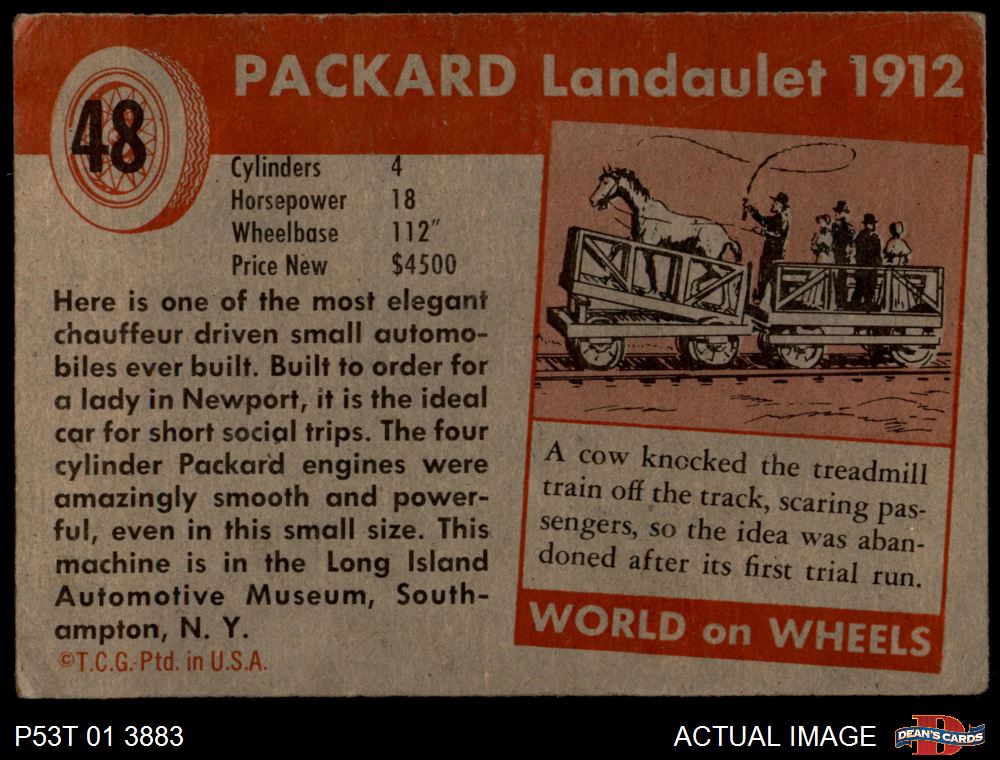 48
PACKARD Landaulet 1912
Cylinders 4
Horsepower 18
Wheelbase 112"
Price New $4500
Here is one of the most elegant
chauffeur driven small automo-
biles ever built. Built to order for
a lady in Newport, it is the ideal
car for short social trips. The four
cylinder Packard engines were
amazingly smooth and power-
ful, even in this small size. This
machine is in the Long Island
Automotive Museum, South-
ampton, N. Y.
©T.C.G. Ptd. in U.S.A.
A cow knocked the treadmill
train off the track, scaring pas-
sengers, so the idea was aban-
doned after its first trial run.
WORLD on WHEELS
P53T 01 3883
ACTUAL IMAGE
DEAN'S CARDS